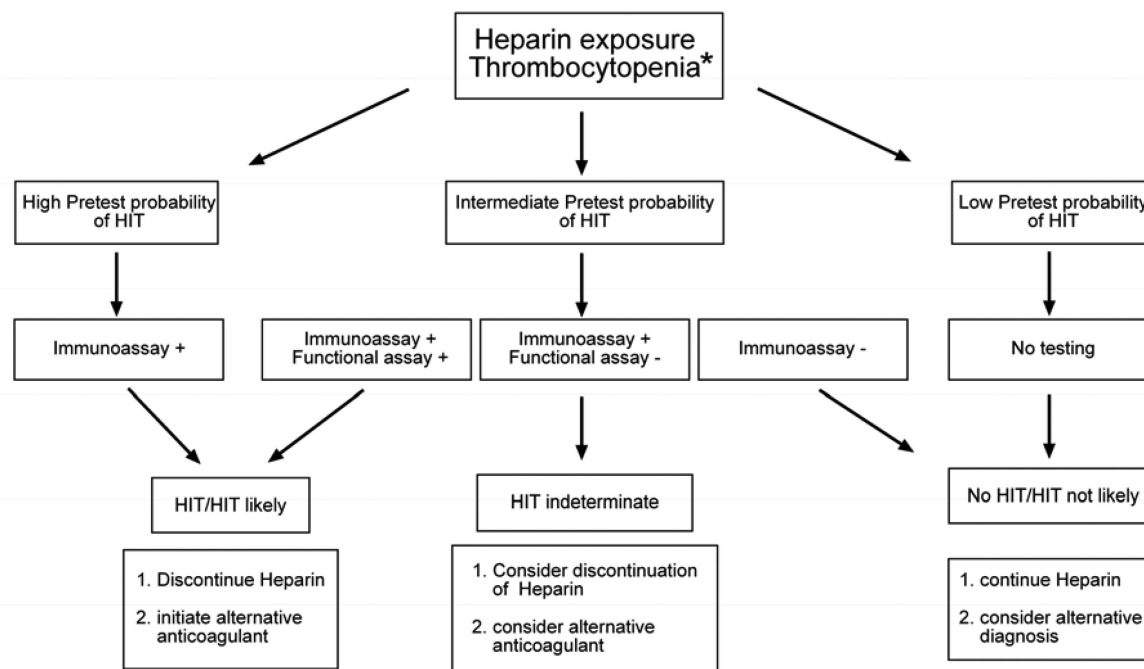 Heparin exposure
Thrombocytopenia*
High Pretest probability
of HIT
Intermediate Pretest probability
of HIT
Low Pretest probability
of HIT
Immunoassay +
Immunoassay +
Functional assay +
Immunoassay +
Functional assay -
Immunoassay -
No testing
HIT/HIT likely
HIT indeterminate
No HIT/HIT not likely
1. Discontinue Heparin
2. initiate alternative
anticoagulant
1. Consider discontinuation
of Heparin
2. consider alternative
anticoagulant
1. continue Heparin
2. consider alternative
diagnosis